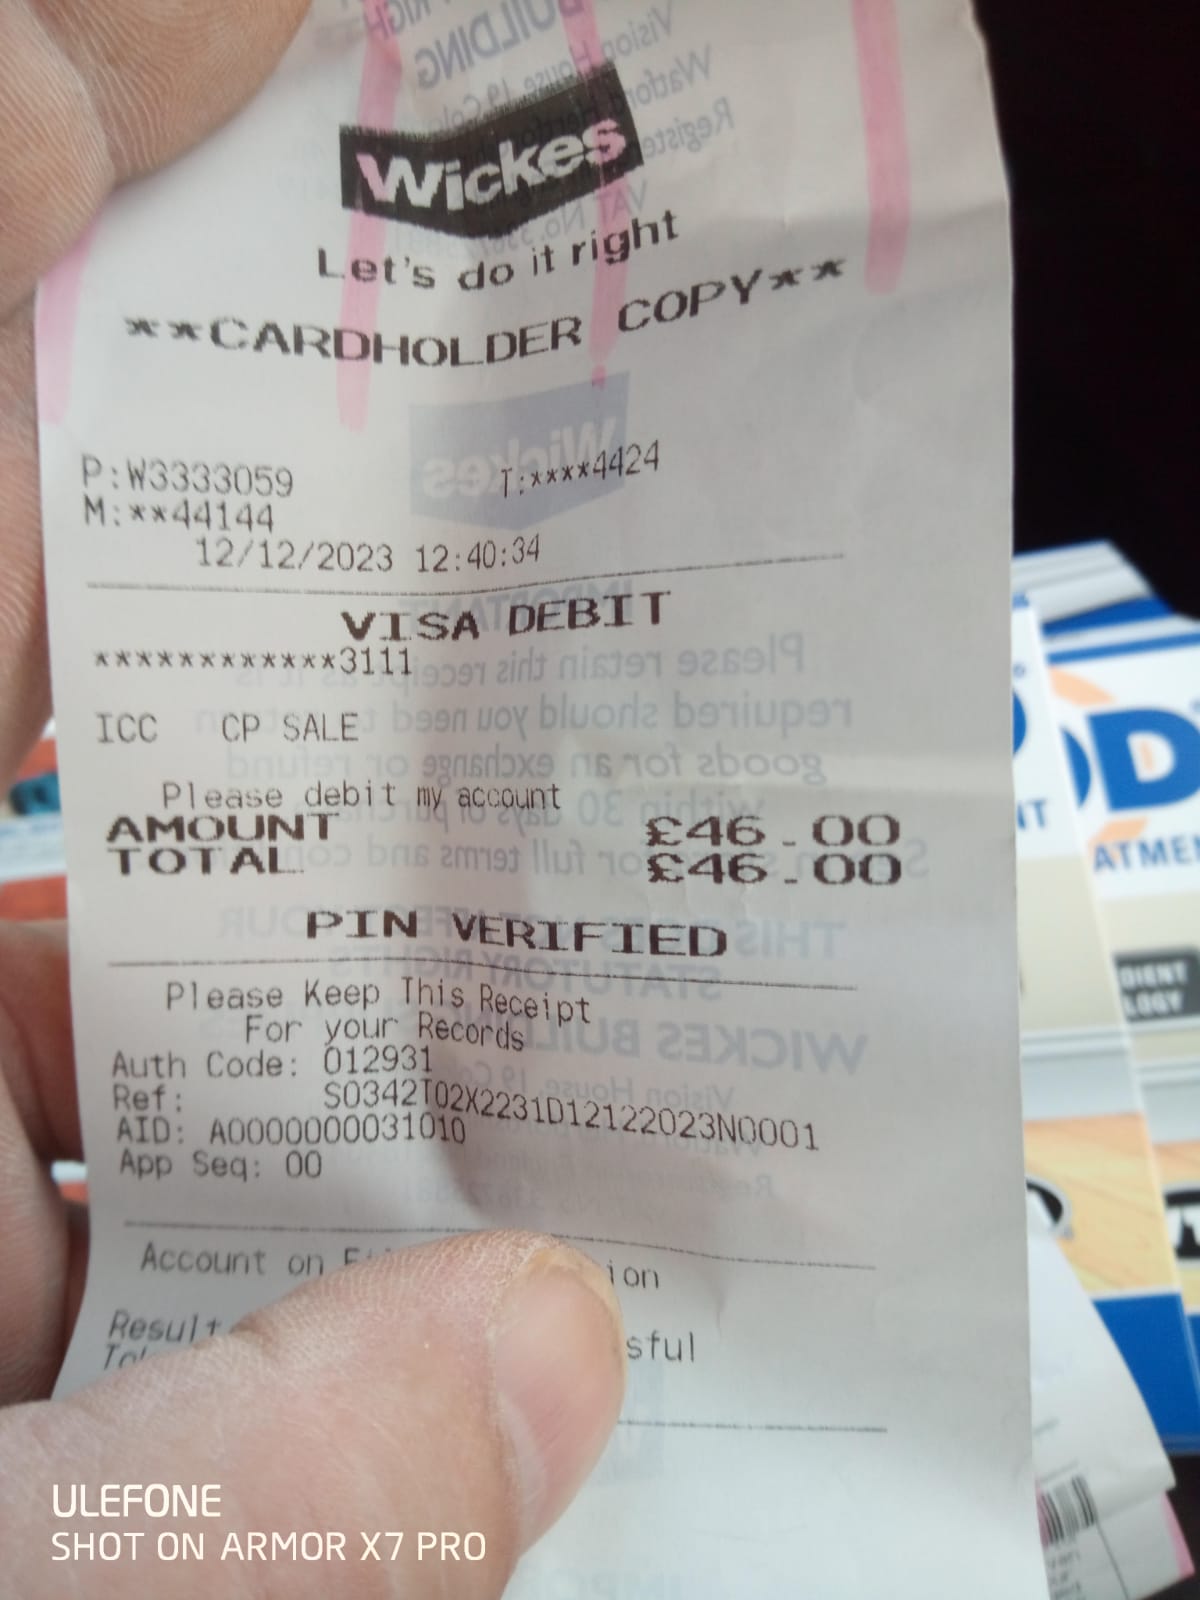 Wickes
Let's do it right
**CARDHOLDER COPY**
P:W3333059 T:****4424
M:**44144
12/12/2023 12:40:34
VISA DEBIT
************3111
ICC CP SALE
Please debit my account
AMOUNT £46.00
TOTAL £46.00
PIN VERIFIED
Please Keep This Receipt
For your Records
Auth Code: 012931
Ref: S0342T02X2231D12122023N0001
AID: A0000000031010
App Seq: 00
Account on
Result
ULEFONE
SHOT ON ARMOR X7 PRO